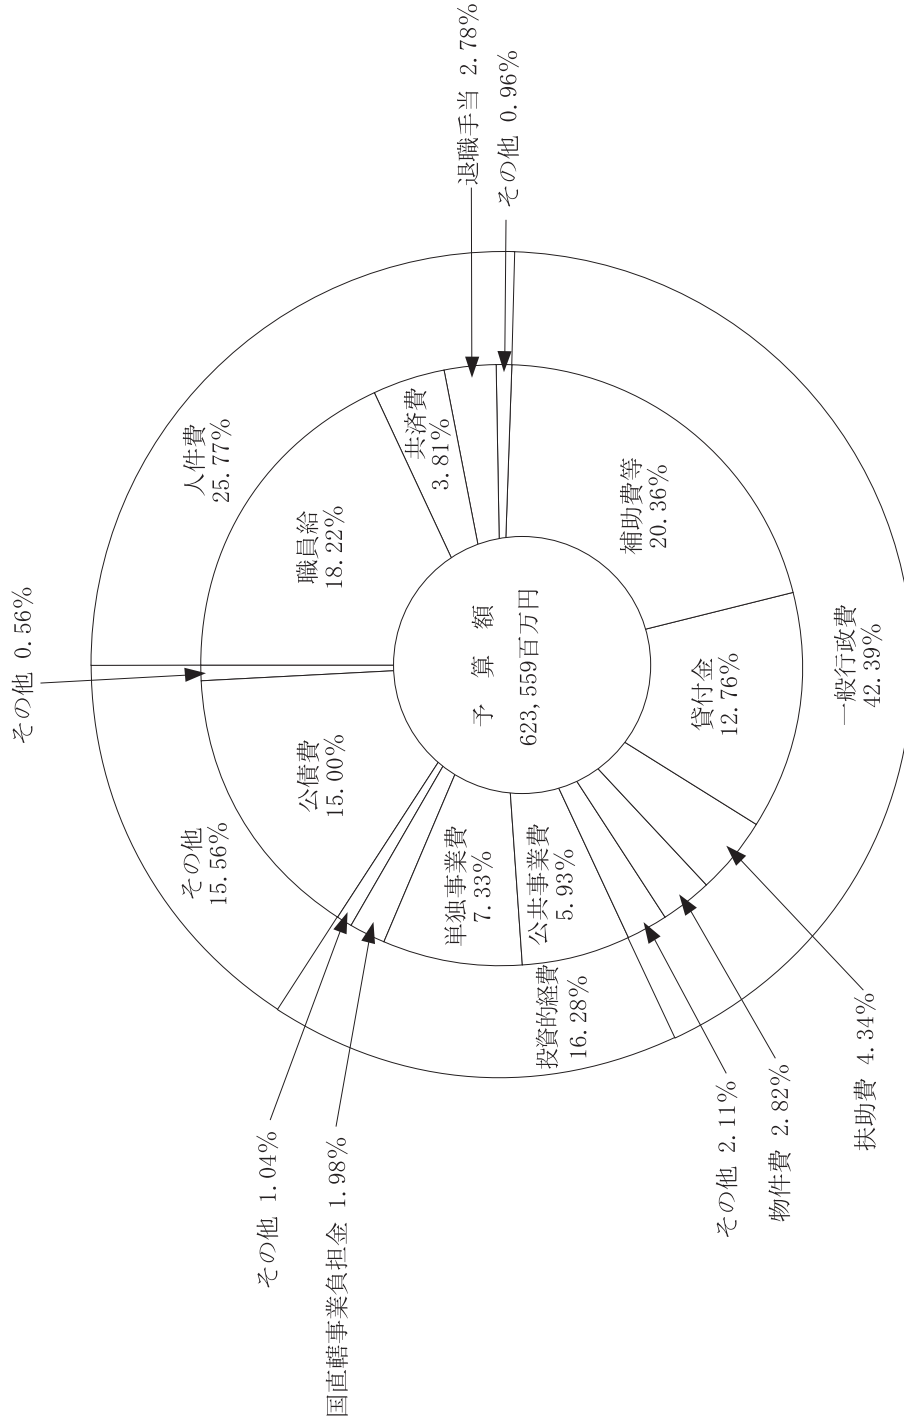 予算額
623,559百万円
人件費
25.77%
職員給
18.22%
共済費
3.81%
退職手当 2.78%
その他 0.96%
一般行政費
42.39%
補助費等
20.36%
貸付金
12.76%
扶助費 4.34%
物件費 2.82%
その他 2.11%
投資的経費
16.28%
公共事業費
5.93%
単独事業費
7.33%
国直轄事業負担金 1.98%
その他 1.04%
その他
15.56%
公債費
15.00%
その他 0.56%